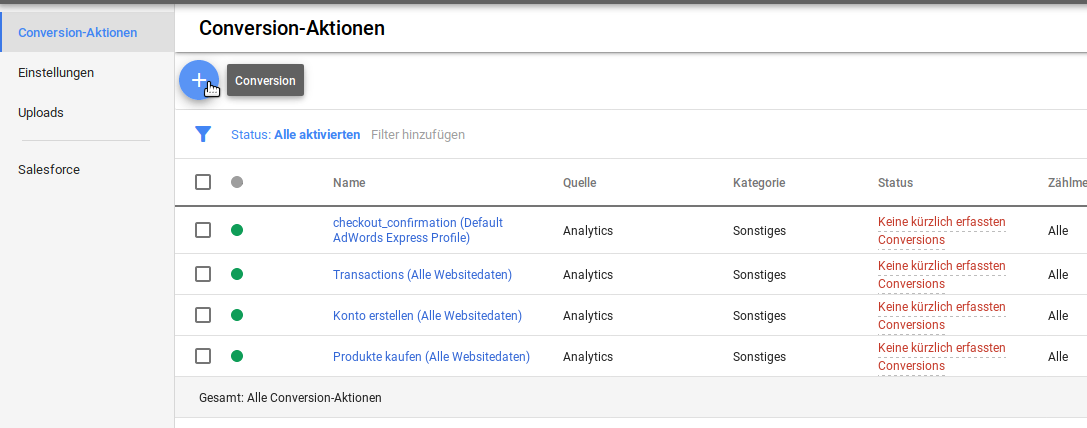 Conversion-Aktionen
Einstellungen
Uploads
Salesforce
Conversion-Aktionen
Conversion
Status: Alle aktivierten Filter hinzufügen
Name Quelle Kategorie Status Zählme
checkout_confirmation (Default
AdWords Express Profile)
Analytics Sonstiges
Keine kürzlich erfassten
Conversions
Alle
Transactions (Alle Websitedaten) Analytics Sonstiges
Keine kürzlich erfassten
Conversions
Alle
Konto erstellen (Alle Websitedaten) Analytics Sonstiges
Keine kürzlich erfassten
Conversions
Alle
Produkte kaufen (Alle Websitedaten) Analytics Sonstiges
Keine kürzlich erfassten
Conversions
Alle
Gesamt: Alle Conversion-Aktionen